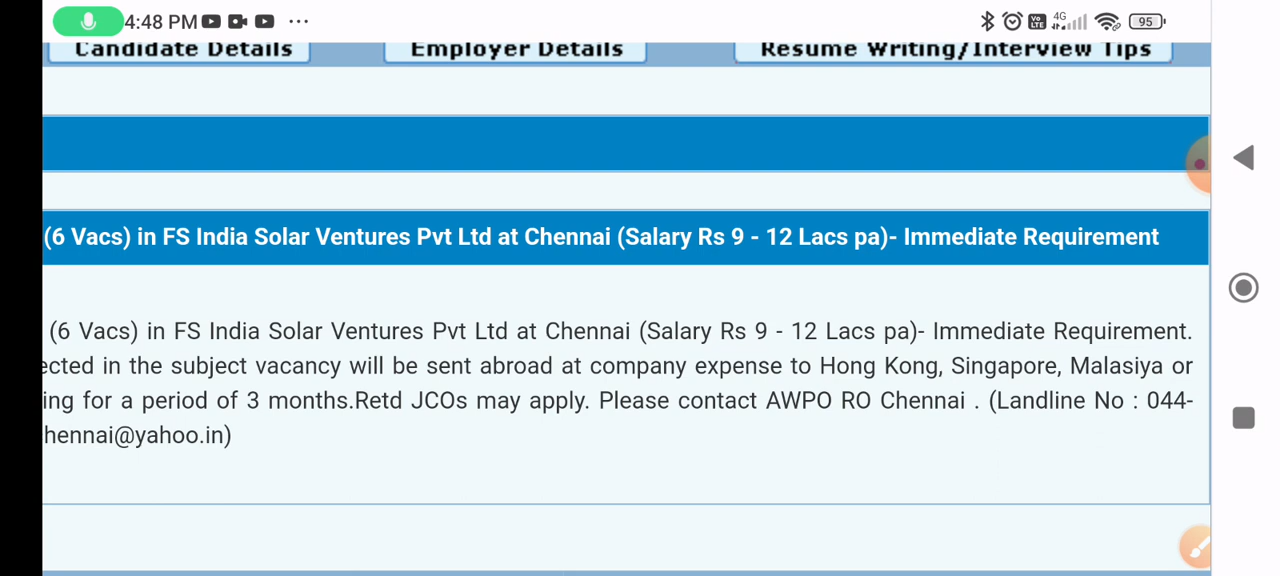 4:48 PM ...
Vo LTE 4G 95
Candidate Details Employer Details Resume Writing/Interview Tips
(6 Vacs) in FS India Solar Ventures Pvt Ltd at Chennai (Salary Rs 9 - 12 Lacs pa)- Immediate Requirement
(6 Vacs) in FS India Solar Ventures Pvt Ltd at Chennai (Salary Rs 9 - 12 Lacs pa)- Immediate Requirement.
ected in the subject vacancy will be sent abroad at company expense to Hong Kong, Singapore, Malasiya or
ing for a period of 3 months.Retd JCOs may apply. Please contact AWPO RO Chennai . (Landline No : 044-
hennai@yahoo.in)